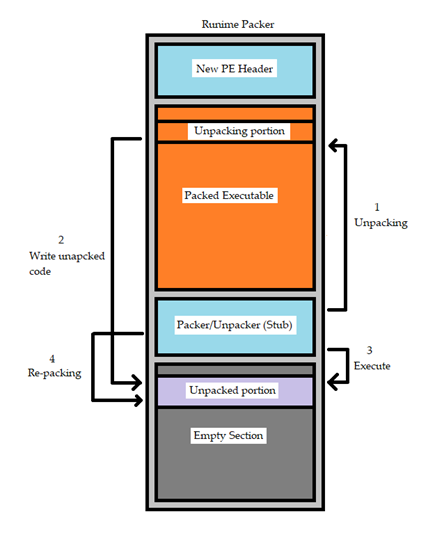 Runime Packer
New PE Header
Unpacking portion
Packed Executable
1
Unpacking
2
Write unapcked
code
Packer/Unpacker (Stub)
3
Execute
4
Re-packing
Unpacked portion
Empty Section